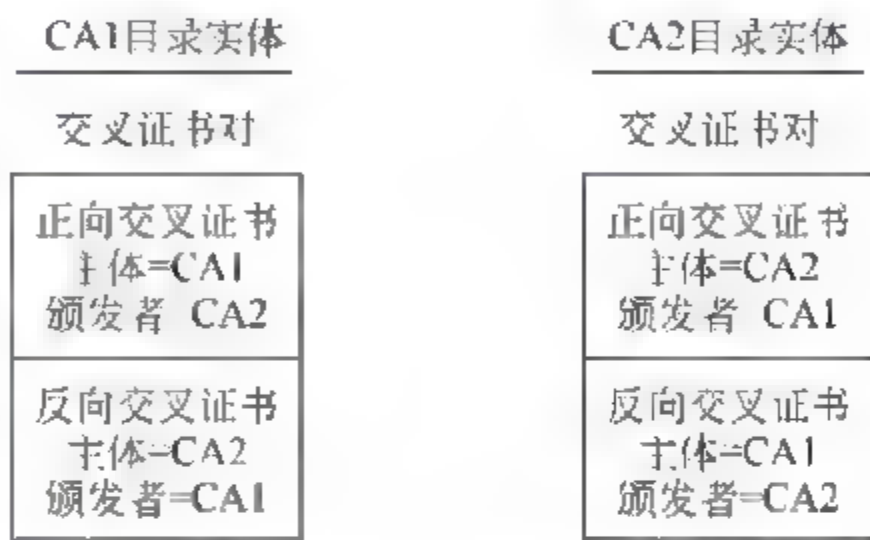 CA1目录实体
交叉证书对
正向交叉证书
主体=CA1
颁发者 CA2
反向交叉证书
主体=CA2
颁发者=CA1
CA2目录实体
交叉证书对
正向交叉证书
主体=CA2
颁发者 CA1
反向交叉证书
主体=CA1
颁发者=CA2